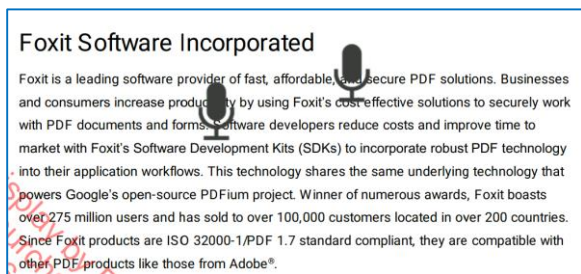 Foxit Software Incorporated
Foxit is a leading software provider of fast, affordable, and secure PDF solutions. Businesses
and consumers increase productivity by using Foxit's cost effective solutions to securely work
with PDF documents and forms. Software developers reduce costs and improve time to
market with Foxit's Software Development Kits (SDKs) to incorporate robust PDF technology
into their application workflows. This technology shares the same underlying technology that
powers Google's open-source PDFium project. Winner of numerous awards, Foxit boasts
over 275 million users and has sold to over 100,000 customers located in over 200 countries.
Since Foxit products are ISO 32000-1/PDF 1.7 standard compliant, they are compatible with
other PDF products like those from Adobe®.